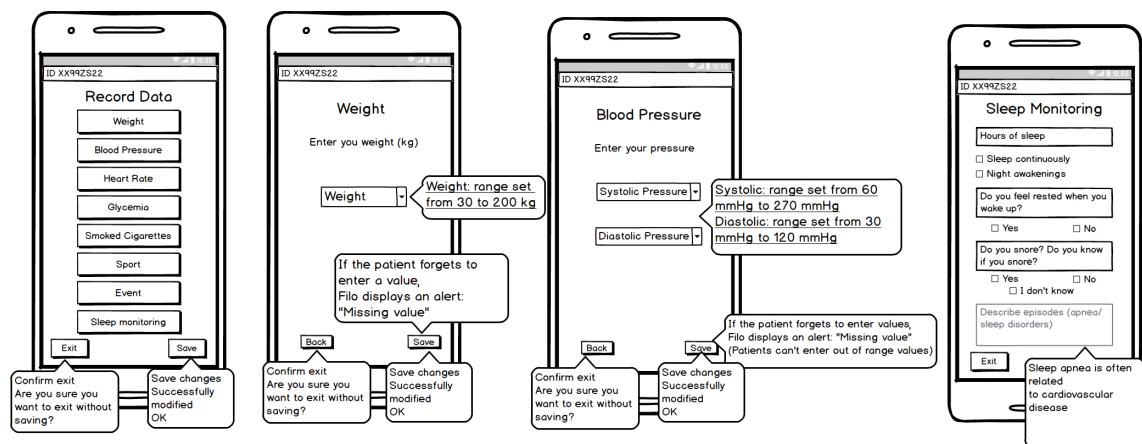 12:25
ID XX99ZS22
Record Data
Weight
Blood Pressure
Heart Rate
Glycemia
Smoked Cigarettes
Sport
Event
Sleep monitoring
Exit
Save
Confirm exit
Are you sure you
want to exit without
saving?
Save changes
Successfully
modified
OK
12:25
ID XX99ZS22
Weight
Enter you weight (kg)
Weight
Weight: range set
from 30 to 200 kg
If the patient forgets to
enter a value,
Filo displays an alert:
"Missing value"
Back
Save
Confirm exit
Are you sure you
want to exit without
saving?
Save changes
Successfully
modified
OK
12:25
ID XX99ZS22
Blood Pressure
Enter your pressure
Systolic Pressure
Diastolic Pressure
Systolic: range set from 60
mmHg to 270 mmHg
Diastolic: range set from 30
mmHg to 120 mmHg
If the patient forgets to enter values,
Filo displays an alert: "Missing value"
(Patients can't enter out of range values)
Back
Save
Confirm exit
Are you sure you
want to exit without
saving?
Save changes
Successfully
modified
OK
12:25
ID XX99ZS22
Sleep Monitoring
Hours of sleep
Sleep continuously
Night awakenings
Do you feel rested when you
wake up?
Yes No
Do you snore? Do you know
if you snore?
Yes No
I don't know
Describe episodes (apnea/
sleep disorders)
Exit
Sleep apnea is often
related
to cardiovascular
disease